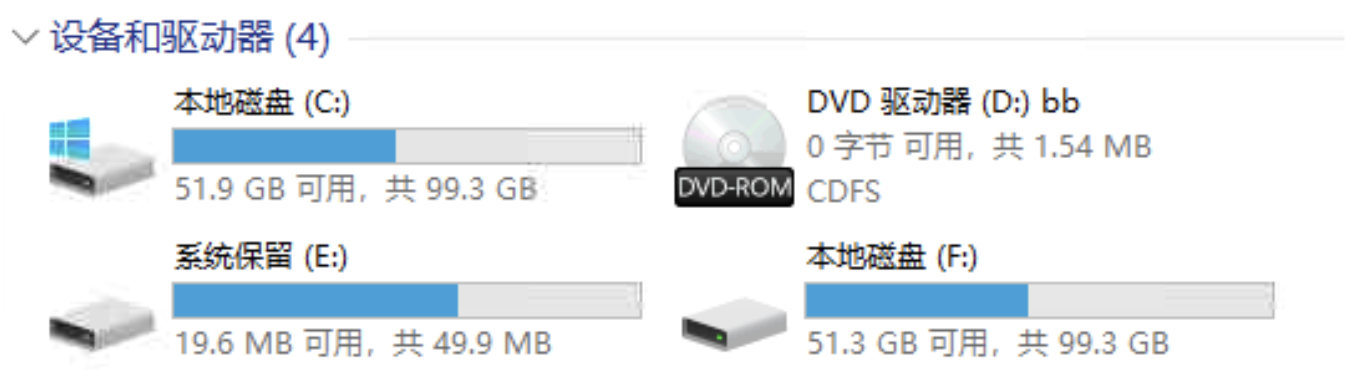 设备和驱动器 (4)
本地磁盘 (C:)
51.9 GB 可用，共 99.3 GB
DVD 驱动器 (D:) bb
0 字节 可用，共 1.54 MB
DVD-ROM
CDFS
系统保留 (E:)
19.6 MB 可用，共 49.9 MB
本地磁盘 (F:)
51.3 GB 可用，共 99.3 GB